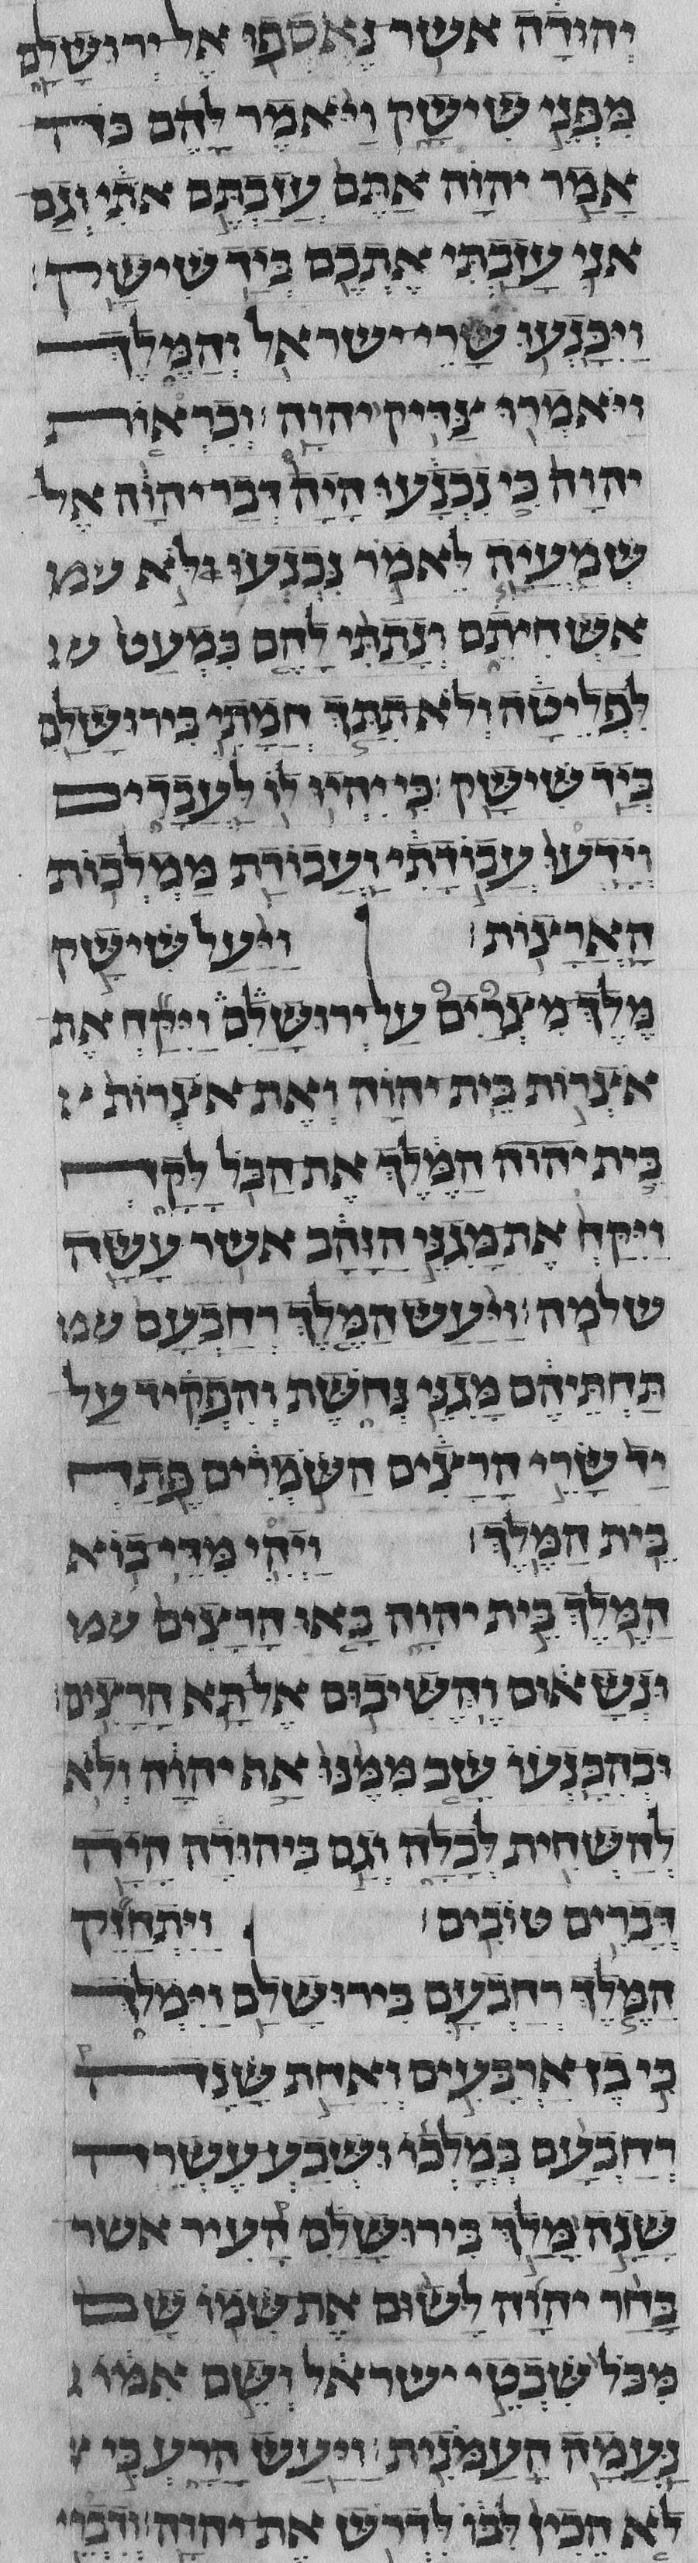 יהודה אשר נאספו אל ירושלם
מפני שישק ויאמר להם כה
אמר יהוה אתם עזבתם אתי וגם
אני עזבתי אתכם ביד שישק׃
ויכנעו שרי ישראל והמלך
ויאמרו צדיק יהוה׃ ובראות
יהוה כי נכנעו היה דבר יהוה אל
שמעיה לאמר נכנעו לא
אשחיתם ונתתי להם כמעט
לפליטה ולא תתך חמתי בירושלם
ביד שישק׃ כי יהיו לו לעבדים
וידעו עבודתי ועבודת ממלכות
הארצות׃ ויעל שישק
מלך מצרים על ירושלם ויקח את
אצרות בית יהוה ואת אצרות
בית יהוה המלך את הכל לקח
ויקח את מגני הזהב אשר עשה
שלמה׃ ויעש המלך רחבעם
תחתיהם מגני נחשת והפקיד על
יד שרי הרצים השמרים פתח
בית המלך׃ ויהי מדי בוא
המלך בית יהוה באו הרצים
ונשאום והשיבום אל תא הרצים׃
ובהכנעו שב ממנו אף יהוה ולא
להשחית לכלה וגם ביהודה היה
דברים טובים׃ ויתחזק
המלך רחבעם בירושלם וימלך
כי בן ארבעים ואחת שנה
רחבעם במלכו ושבע עשרה
שנה מלך בירושלם העיר אשר
בחר יהוה לשום את שמו שם
מכל שבטי ישראל ושם אמו
נעמה העמנית׃ ויעש הרע כי
לא הכין לבו לדרש את יהוה׃ ודברי